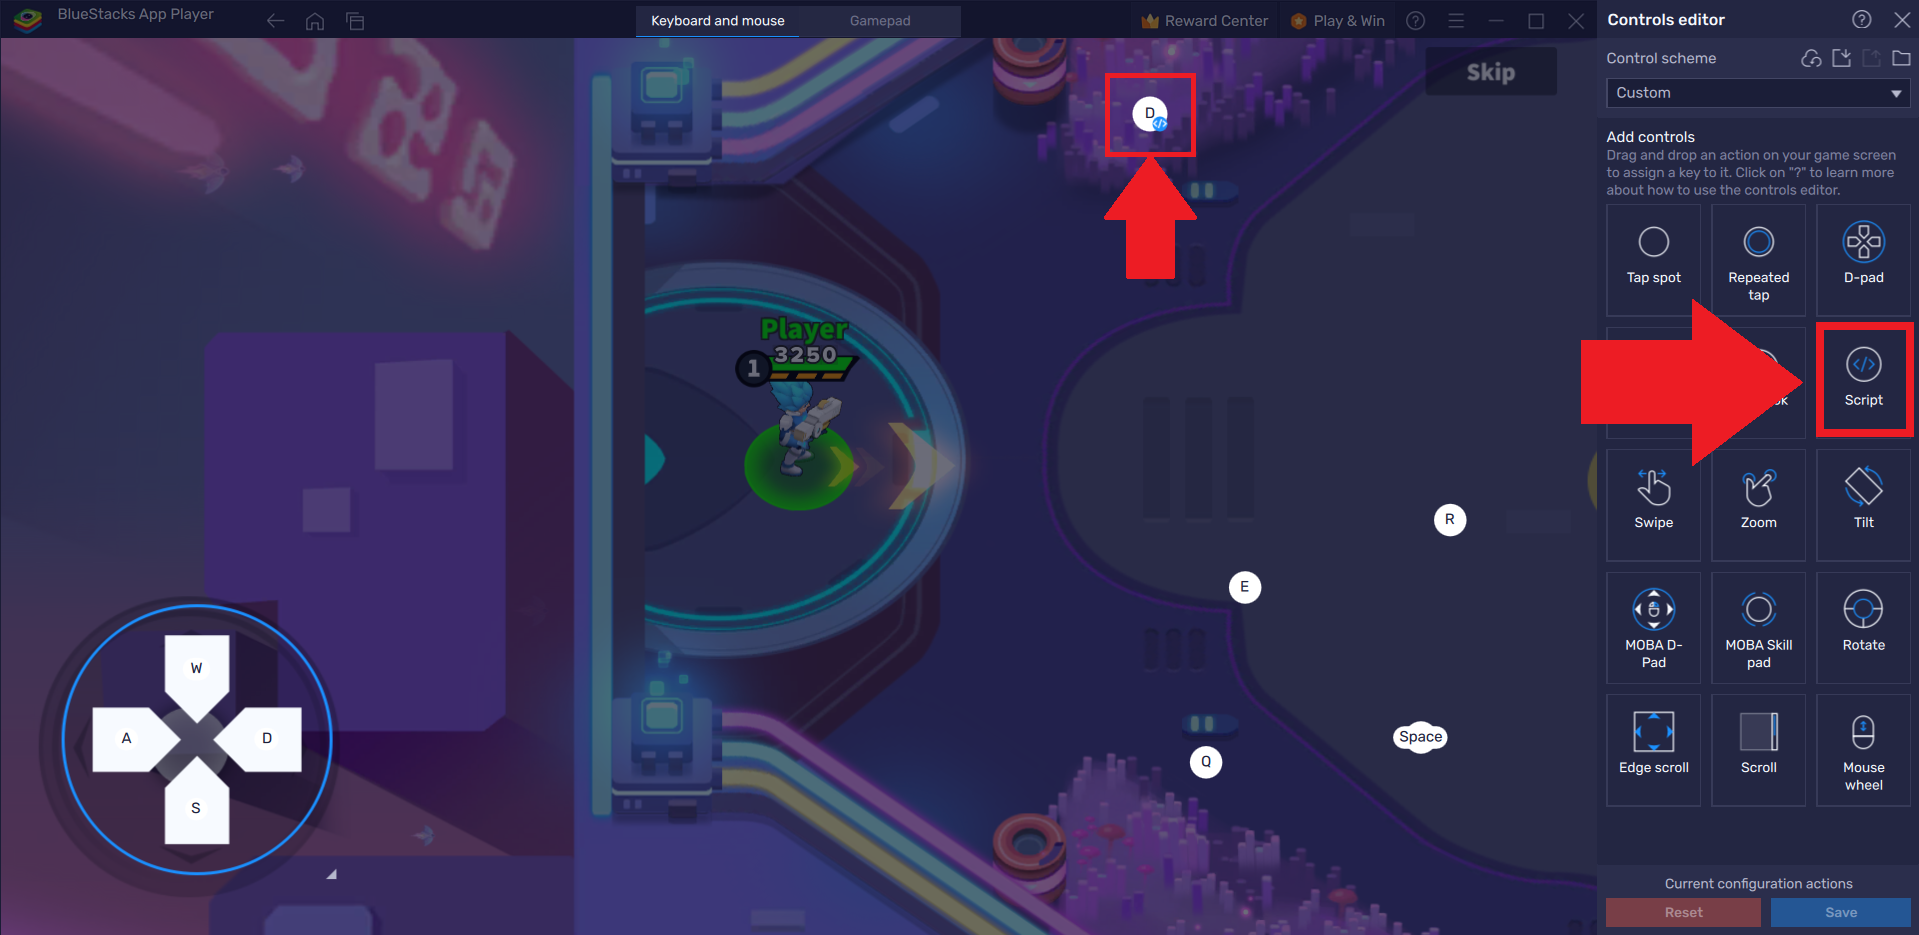 BlueStacks App Player
Keyboard and mouse
Gamepad
Reward Center
Play & Win
Controls editor
Control scheme
Custom
Add controls
Drag and drop an action on your game screen
to assign a key to it. Click on "?" to learn more
about how to use the controls editor.
Tap spot
Repeated
tap
D-pad
Script
Swipe
Zoom
Tilt
MOBA D-
Pad
MOBA Skill
pad
Rotate
Edge scroll
Scroll
Mouse
wheel
Current configuration actions
Reset
Save
Skip
D
Player
3250
1
R
E
Space
Q
W
A
D
S